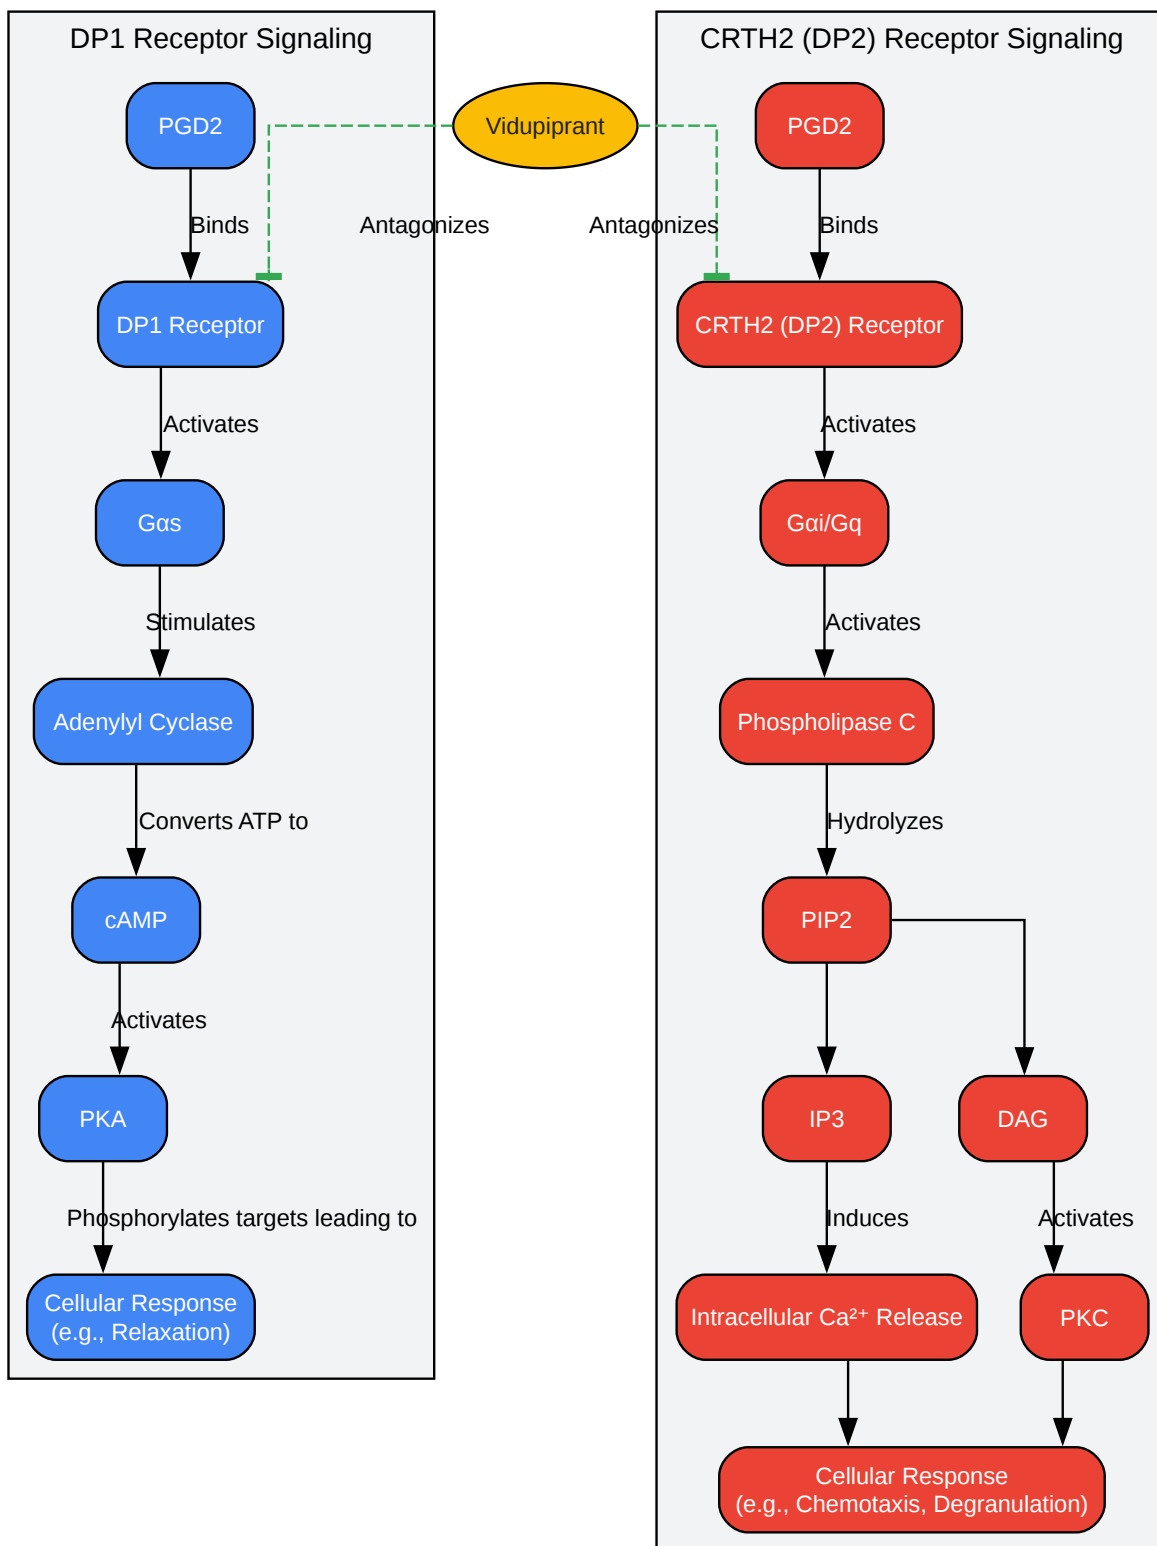 DP1 Receptor Signaling
PGD2
Binds
DP1 Receptor
Activates
Gαs
Stimulates
Adenylyl Cyclase
Converts ATP to
cAMP
Activates
PKA
Phosphorylates targets leading to
Cellular Response
(e.g., Relaxation)
Vidupiprant
Antagonizes
Antagonizes
CRTH2 (DP2) Receptor Signaling
PGD2
Binds
CRTH2 (DP2) Receptor
Activates
Gαi/Gq
Activates
Phospholipase C
Hydrolyzes
PIP2
IP3
DAG
Induces
Activates
Intracellular Ca²⁺ Release
PKC
Cellular Response
(e.g., Chemotaxis, Degranulation)